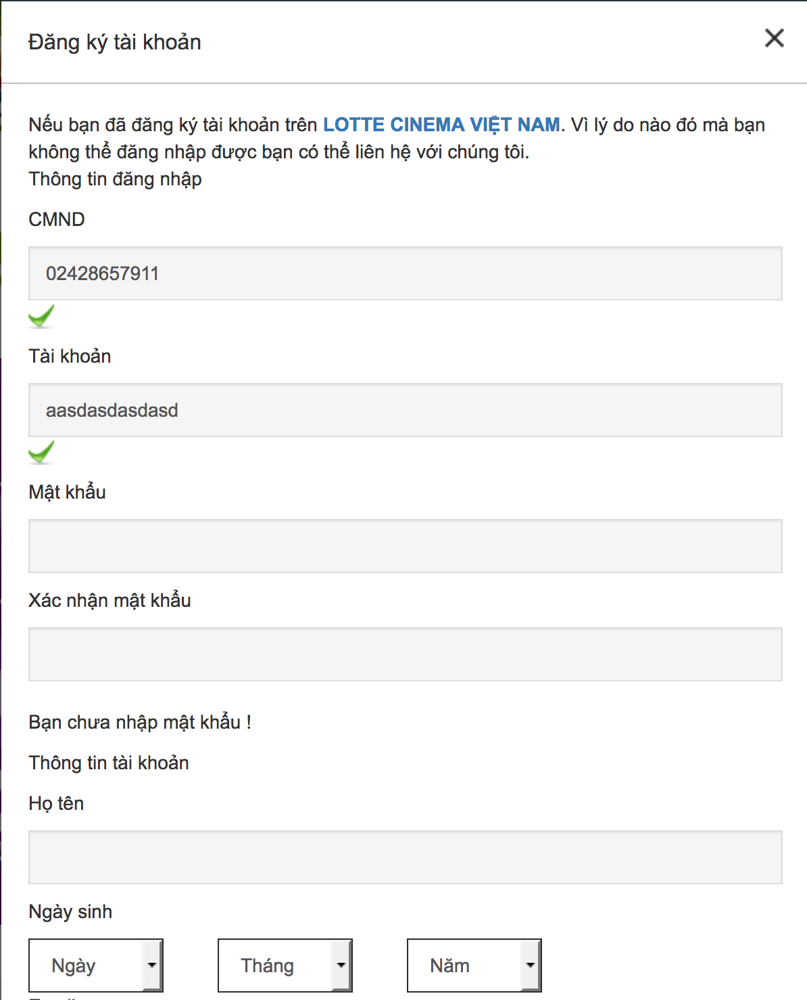 Đăng ký tài khoản
Nếu bạn đã đăng ký tài khoản trên LOTTE CINEMA VIỆT NAM. Vì lý do nào đó mà bạn
không thể đăng nhập được bạn có thể liên hệ với chúng tôi.
Thông tin đăng nhập
CMND
02428657911
Tài khoản
aasdasdasdasd
Mật khẩu
Xác nhận mật khẩu
Bạn chưa nhập mật khẩu !
Thông tin tài khoản
Họ tên
Ngày sinh
Ngày Tháng Năm